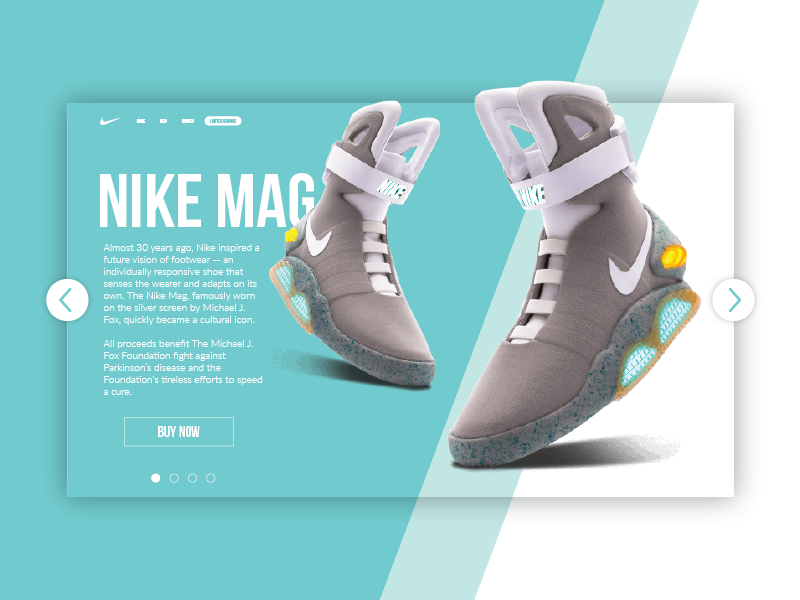 NIKE MAG
Almost 30 years ago, Nike inspired a
future vision of footwear — an
individually responsive shoe that
senses the wearer and adapts on its
own. The Nike Mag, famously worn
on the silver screen by Michael J.
Fox, quickly became a cultural icon.
All proceeds benefit The Michael J.
Fox Foundation fight against
Parkinson's disease and the
Foundation's tireless efforts to speed
a cure.
BUY NOW
NIKE
NIKE